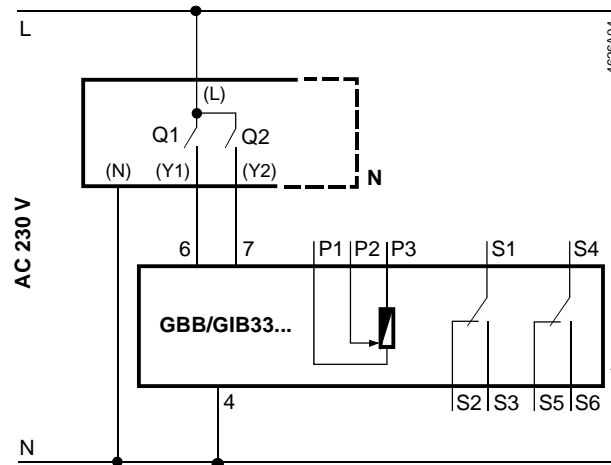 L
(L)
Q1 Q2
(N) (Y1) (Y2)
N
AC 230 V
6 7 P1 P2 P3 S1 S4
GBB/GIB33...
4 S2 S3 S5 S6
N